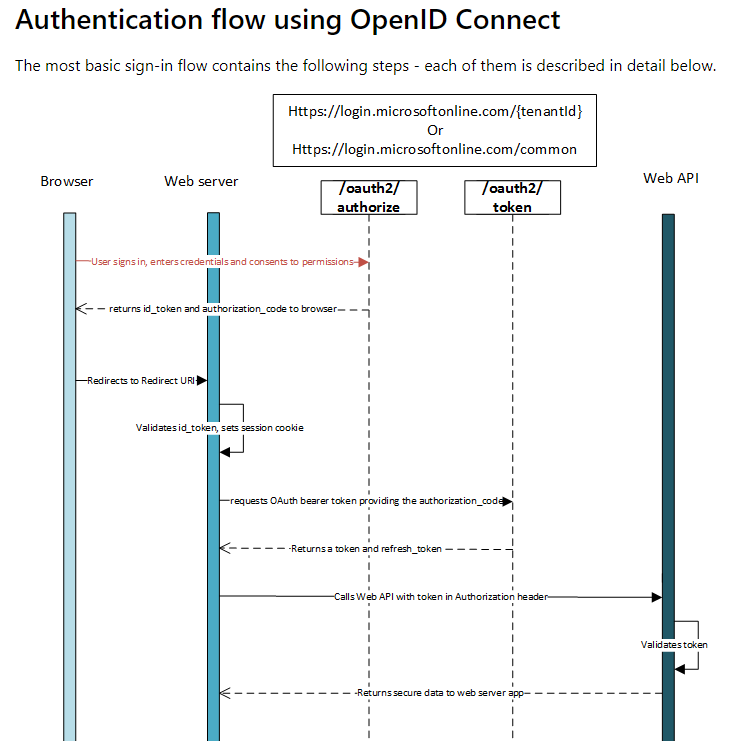 Authentication flow using OpenID Connect
The most basic sign-in flow contains the following steps - each of them is described in detail below.
Https://login.microsoftonline.com/{tenantId}
Or
Https://login.microsoftonline.com/common
Browser
Web server
/oauth2/
authorize
/oauth2/
token
Web API
User signs in, enters credentials and consents to permissions
returns id_token and authorization_code to browser
Redirects to Redirect URI
Validates id_token, sets session cookie
requests OAuth bearer token providing the authorization_code
Returns a token and refresh_token
Calls Web API with token in Authorization header
Validates token
Returns secure data to web server app